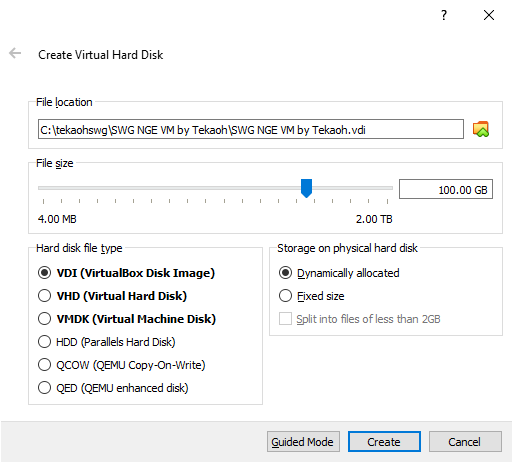 ?
Create Virtual Hard Disk
File location
C:\tekaohswg\SWG NGE VM by Tekaoh\SWG NGE VM by Tekaoh.vdi
File size
100.00 GB
4.00 MB
2.00 TB
Hard disk file type
VDI (VirtualBox Disk Image)
VHD (Virtual Hard Disk)
VMDK (Virtual Machine Disk)
HDD (Parallels Hard Disk)
QCOW (QEMU Copy-On-Write)
QED (QEMU enhanced disk)
Storage on physical hard disk
Dynamically allocated
Fixed size
Split into files of less than 2GB
Guided Mode
Create
Cancel